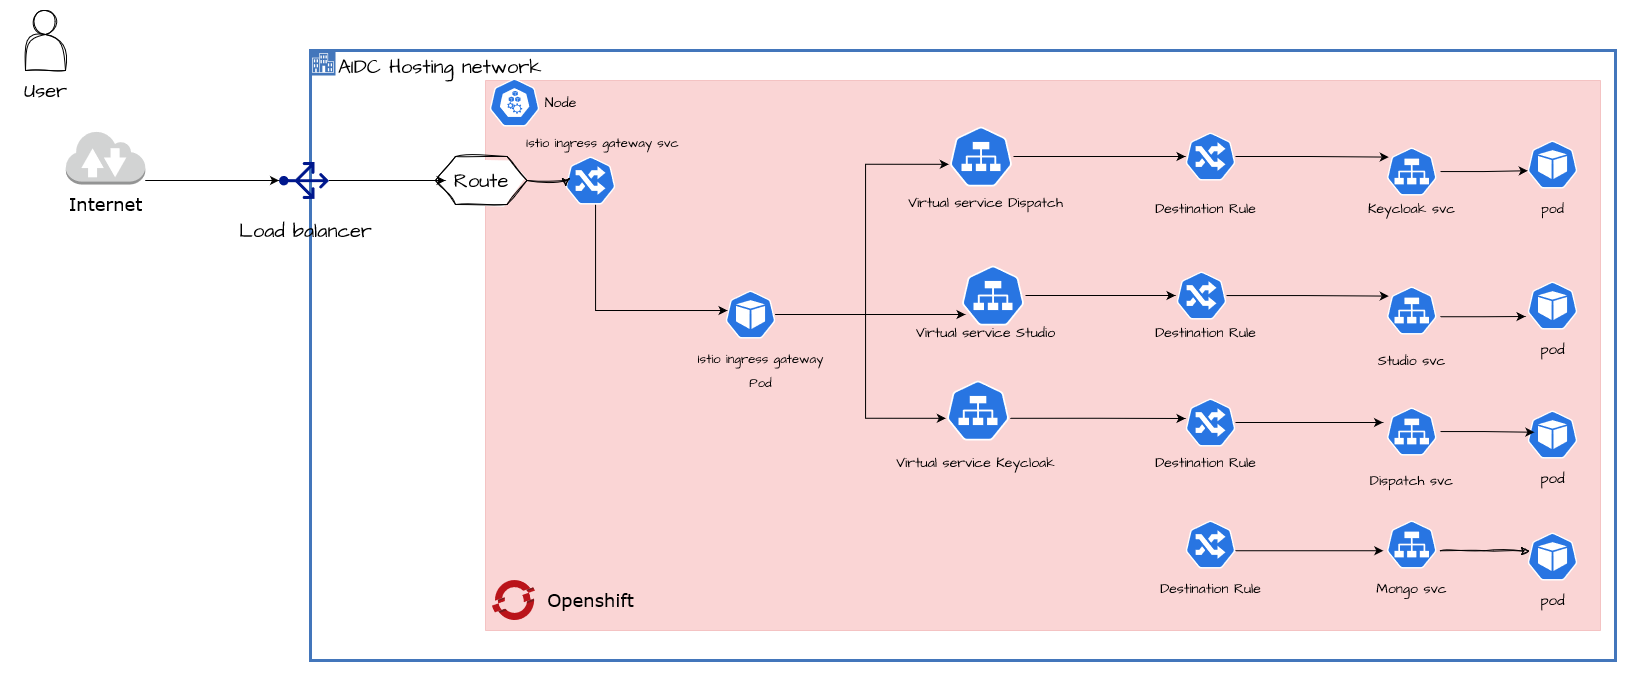 User
AIDC Hosting network
Node
Istio ingress gateway svc
Internet
Load balancer
Route
Virtual service Dispatch
Destination Rule
Keycloak svc
pod
Virtual service Studio
Destination Rule
Studio svc
pod
Istio ingress gateway
Pod
Virtual service Keycloak
Destination Rule
Dispatch svc
pod
Destination Rule
Mongo svc
pod
Openshift